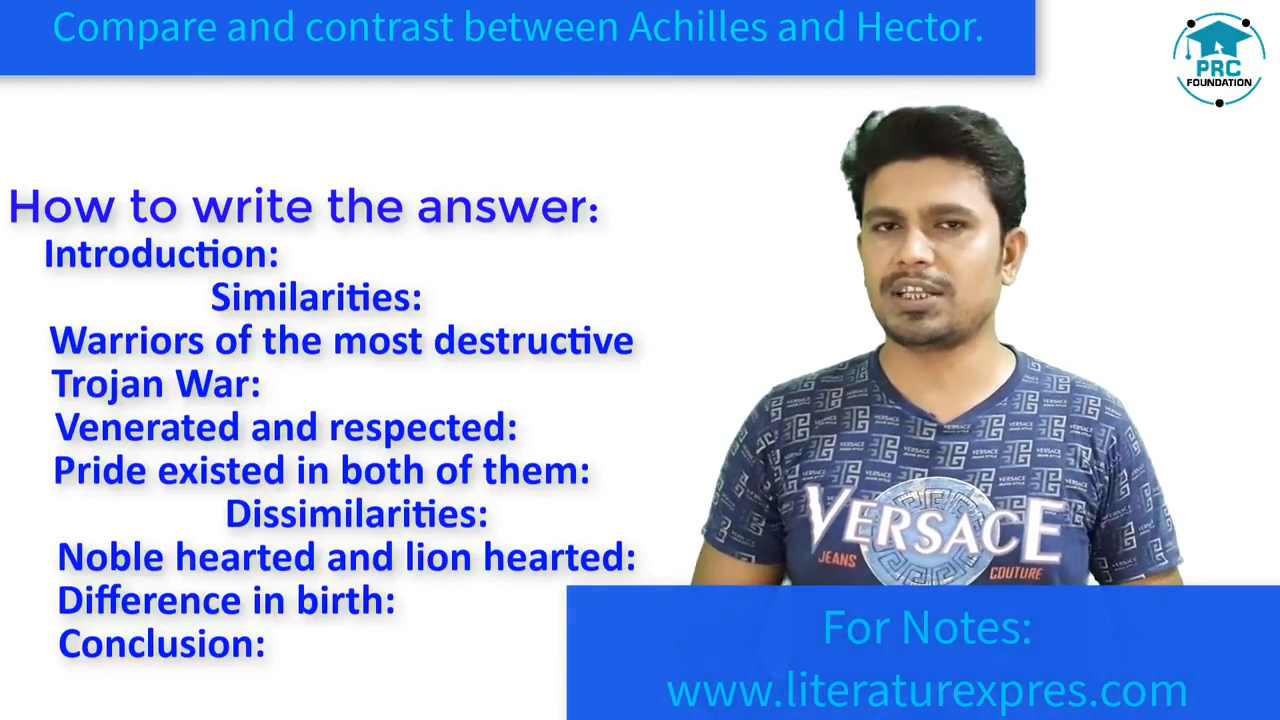 Compare and contrast between Achilles and Hector.
PRC
FOUNDATION
How to write the answer:
Introduction:
Similarities:
Warriors of the most destructive
Trojan War:
Venerated and respected:
Pride existed in both of them:
Dissimilarities:
Noble hearted and lion hearted:
Difference in birth:
Conclusion:
VERSACE
JEANS
COUTURE
For Notes:
www.literaturexpres.com